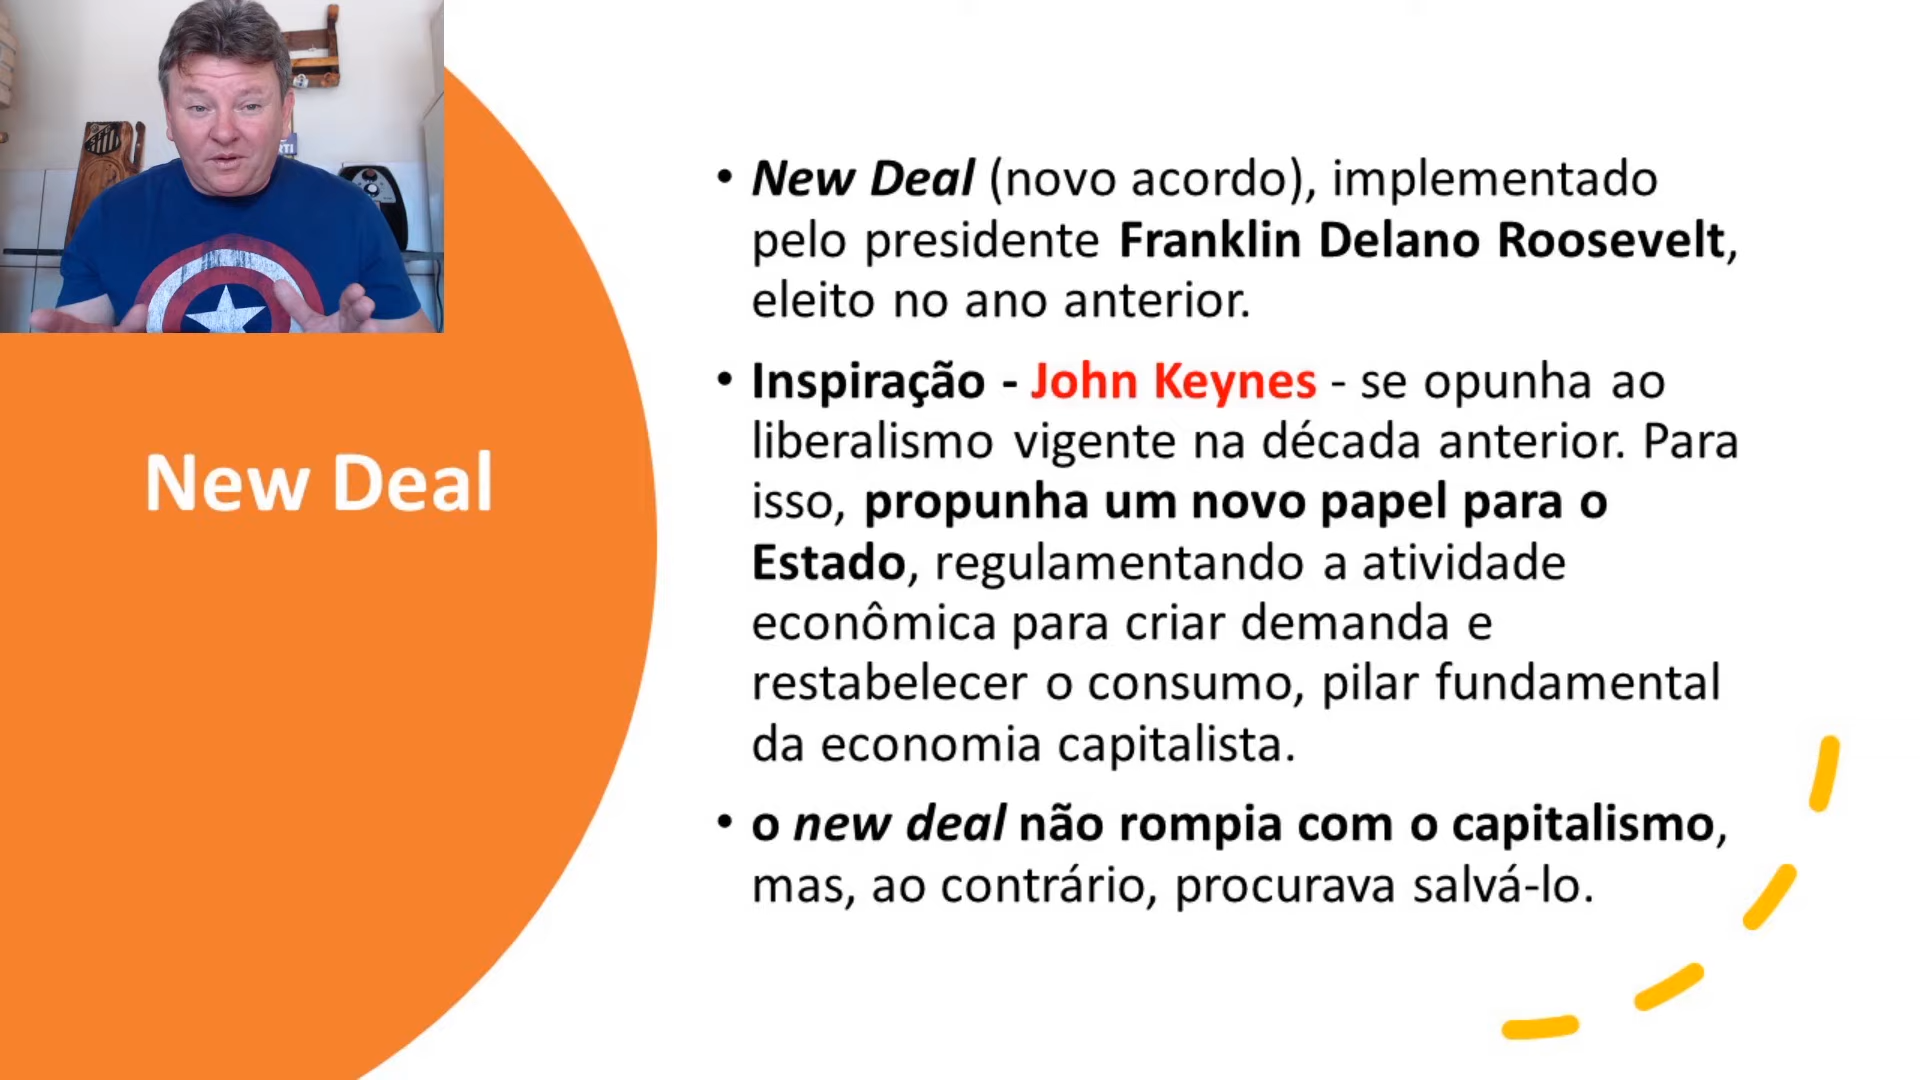 New Deal
• New Deal (novo acordo), implementado
pelo presidente Franklin Delano Roosevelt,
eleito no ano anterior.
• Inspiração - John Keynes - se opunha ao
liberalismo vigente na década anterior. Para
isso, propunha um novo papel para o
Estado, regulamentando a atividade
econômica para criar demanda e
restabelecer o consumo, pilar fundamental
da economia capitalista.
• o new deal não rompia com o capitalismo,
mas, ao contrário, procurava salvá-lo.